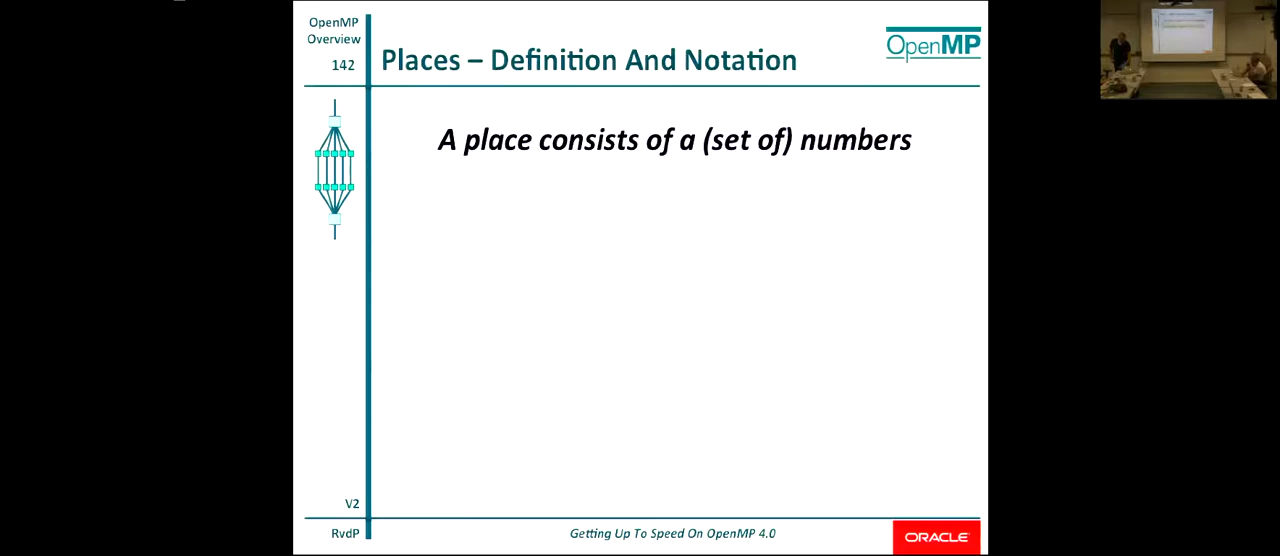 OpenMP
Overview
142
Places – Definition And Notation
OpenMP
A place consists of a (set of) numbers
V2
RvdP
Getting Up To Speed On OpenMP 4.0
ORACLE